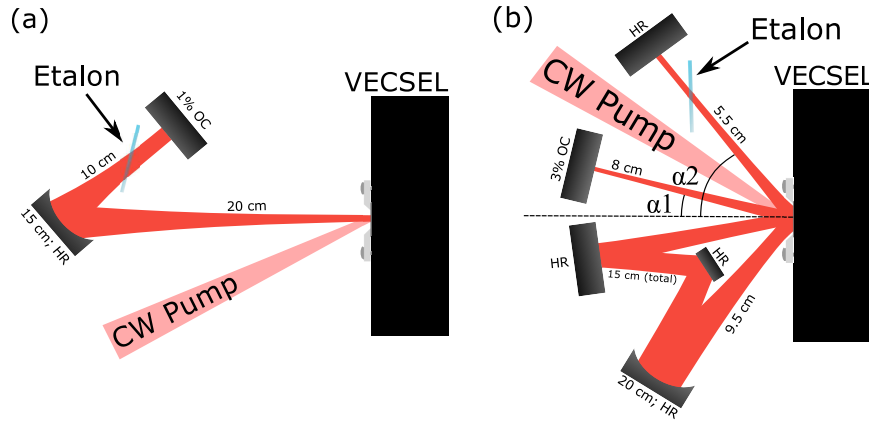 (a)
Etalon
1% OC
VECSEL
10 cm
20 cm
15 cm; HR
CW Pump
(b)
HR
Etalon
VECSEL
CW Pump
5.5 cm
3% OC
8 cm
α2
α1
HR
HR
15 cm (total)
9.5 cm
20 cm; HR